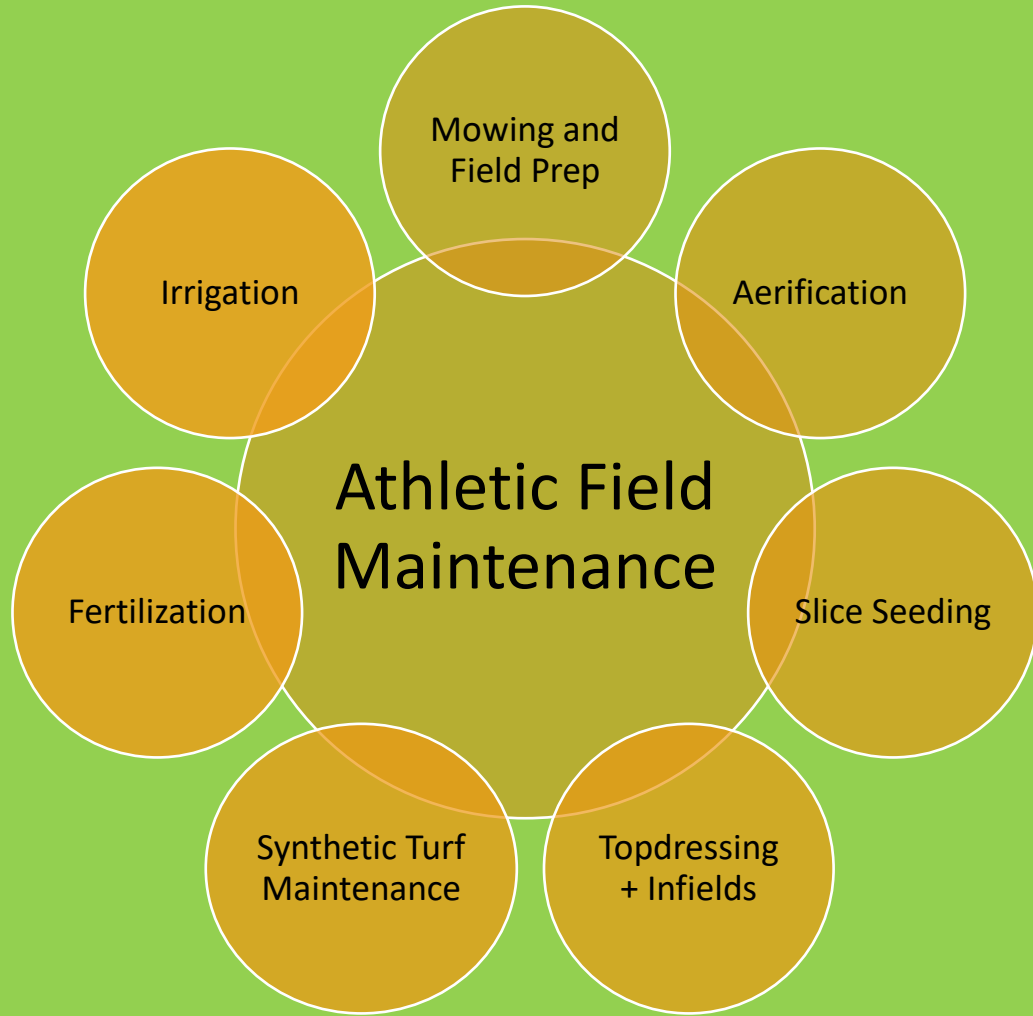 Mowing and
Field Prep
Irrigation
Aerification
Athletic Field
Maintenance
Fertilization
Slice Seeding
Synthetic Turf
Maintenance
Topdressing
+ Infields